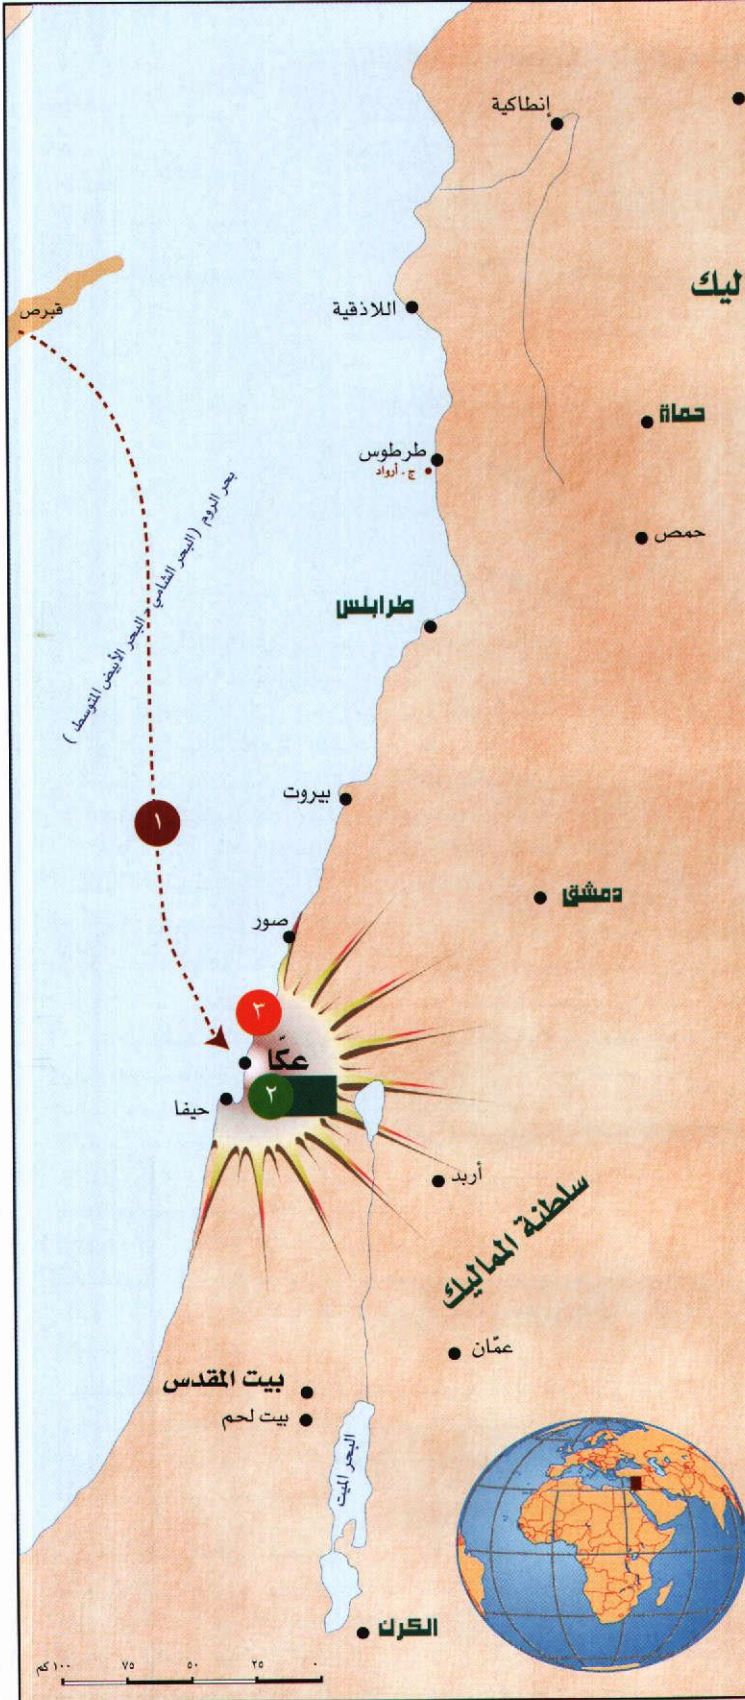 إنطاكية
ليك
قبرص
اللاذقية
حماة
طرطوس
ج. أرواد
حمص
بحر الروم (البحر الشامي - البحر الأبيض المتوسط)
طرابلس
بيروت
١
دمشق
صور
٣
عكّا
٢
حيفا
أربد
سلطنة المماليك
عمّان
بيت المقدس
بيت لحم
البحر الميت
الكرك
٠ ٢٥ ٥٠ ٧٥ ١٠٠ كم